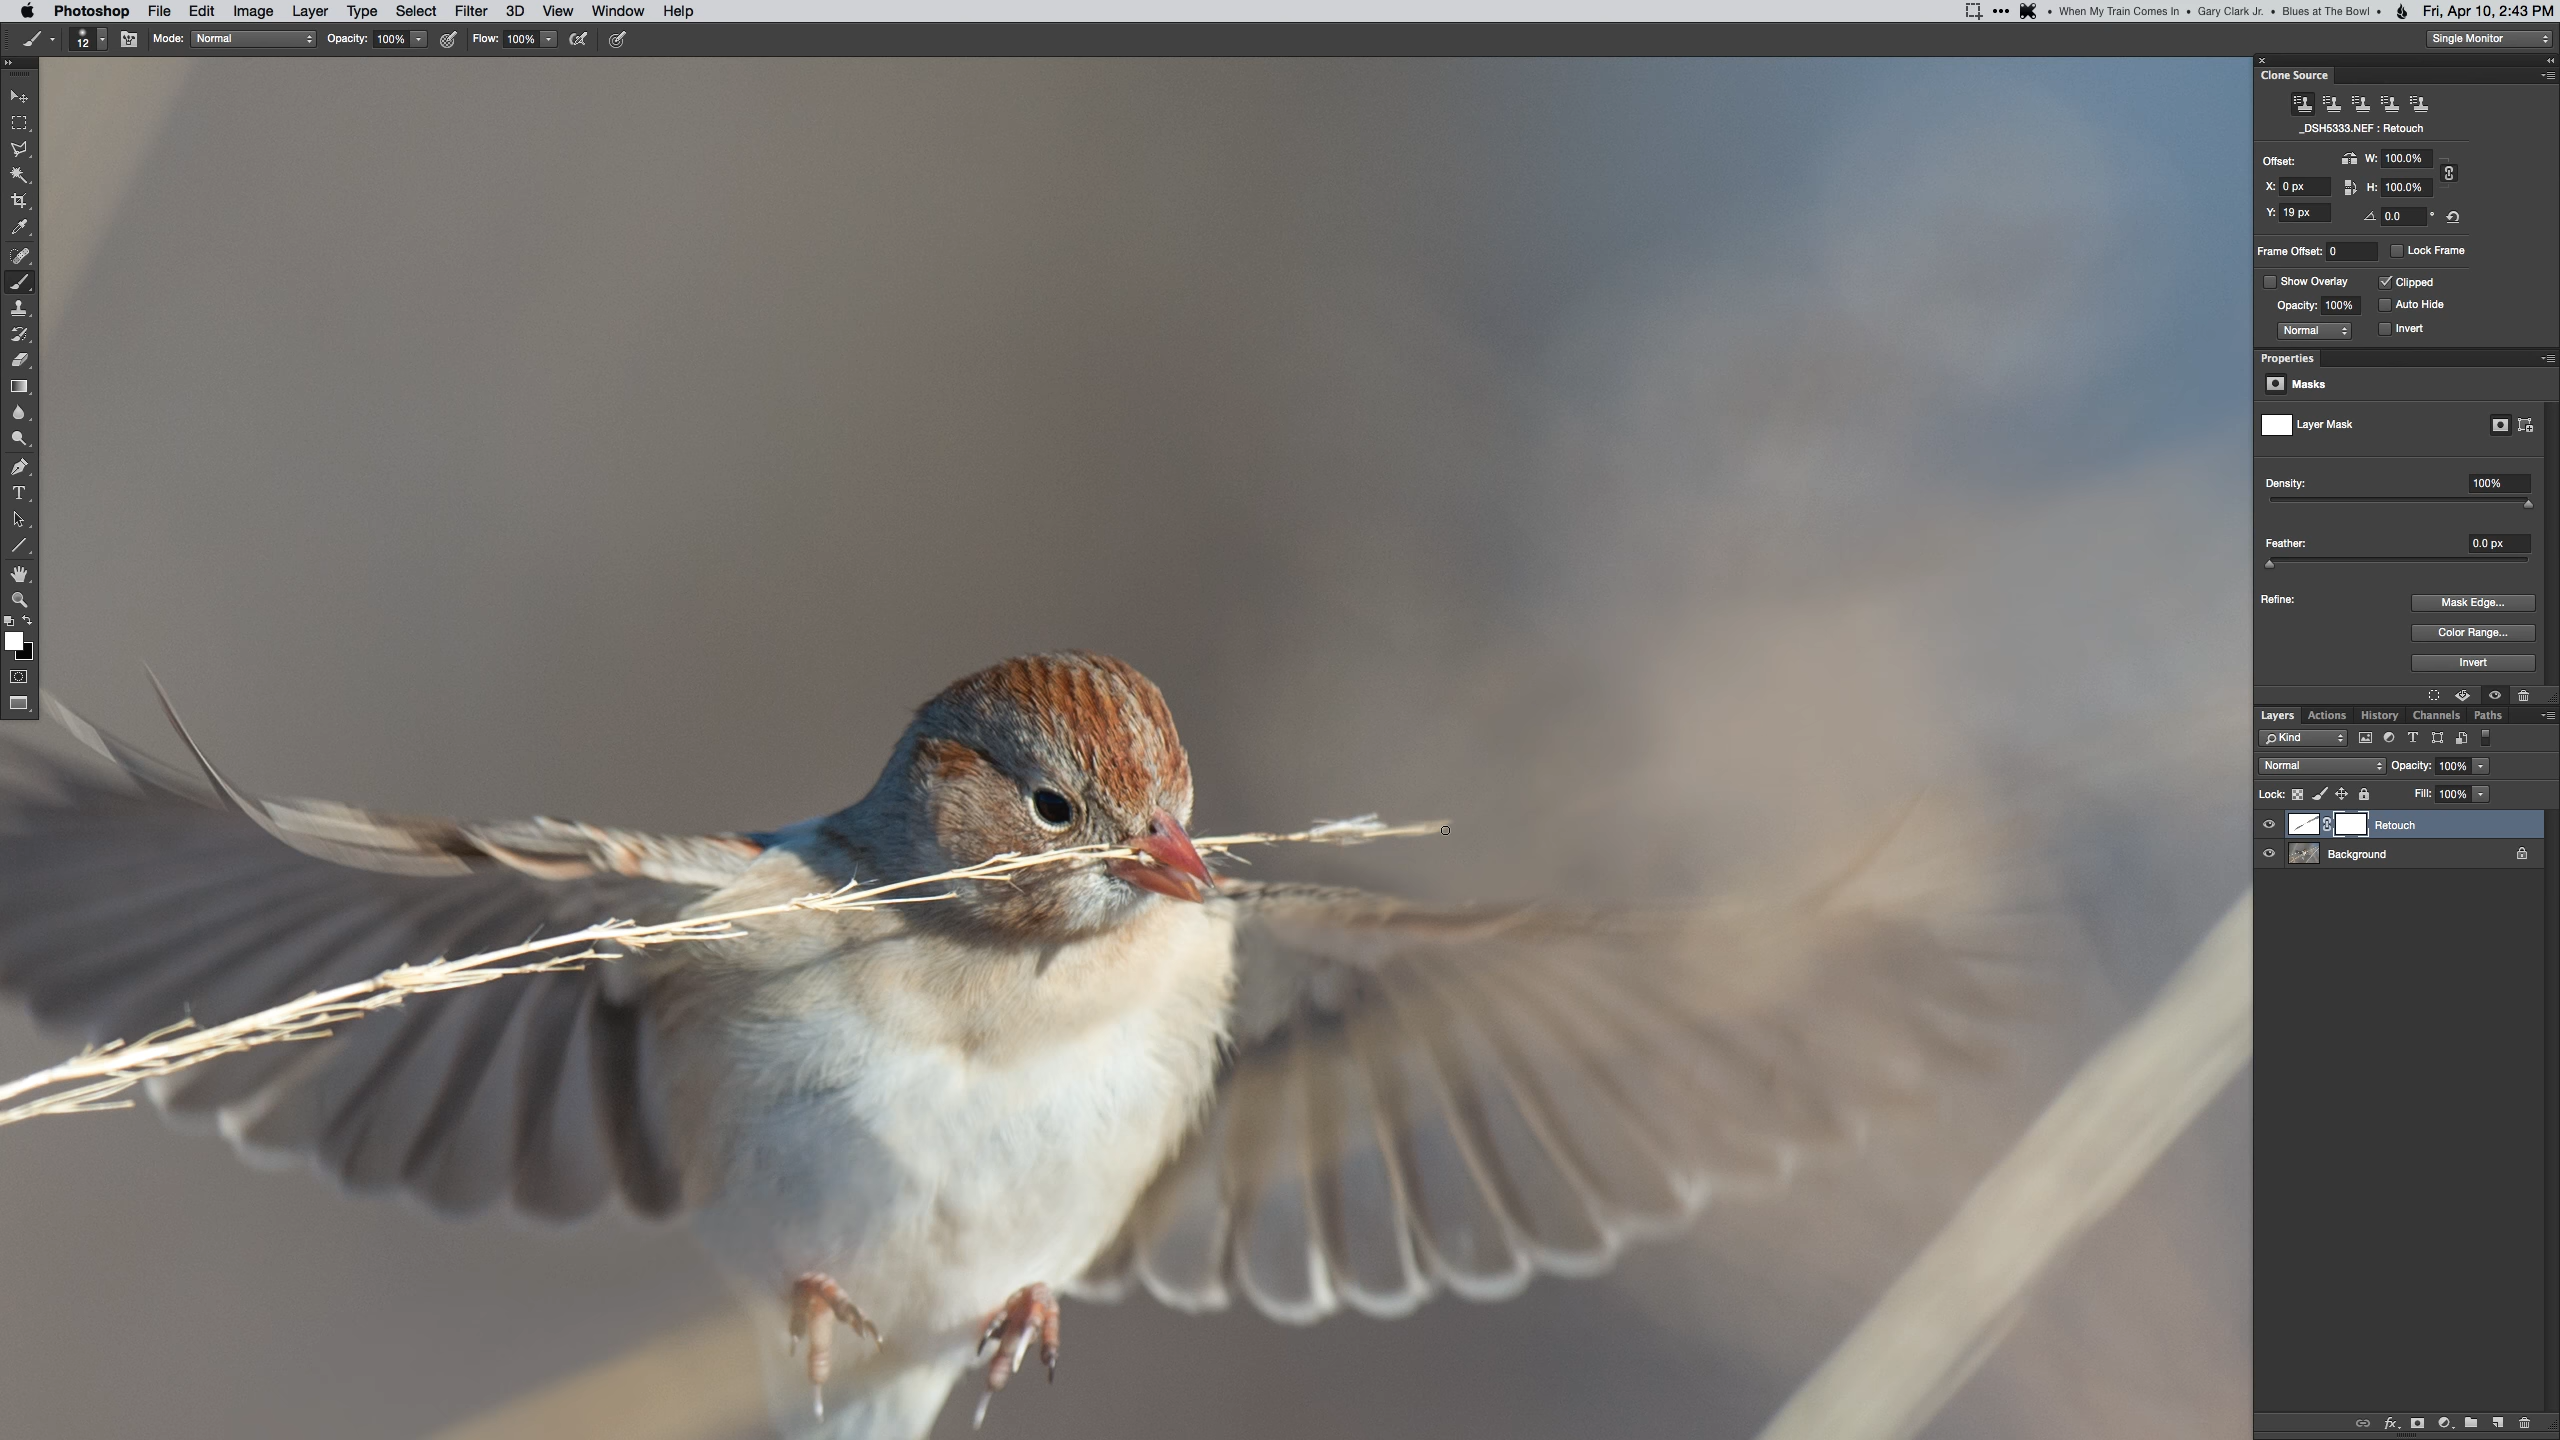 Photoshop File Edit Image Layer Type Select Filter 3D View Window Help
• When My Train Comes In • Gary Clark Jr. • Blues at The Bowl •
Fri, Apr 10, 2:43 PM
12 Mode: Normal Opacity: 100% Flow: 100%
Single Monitor
Clone Source
_DSH5333.NEF : Retouch
Offset: W: 100.0%
X: 0 px H: 100.0%
Y: 19 px 0.0 °
Frame Offset: 0 Lock Frame
Show Overlay Clipped
Opacity: 100% Auto Hide
Normal Invert
Properties
Masks
Layer Mask
Density: 100%
Feather: 0.0 px
Refine: Mask Edge...
Color Range...
Invert
Layers Actions History Channels Paths
Kind T
Normal Opacity: 100%
Lock: Fill: 100%
Retouch
Background
fx
T